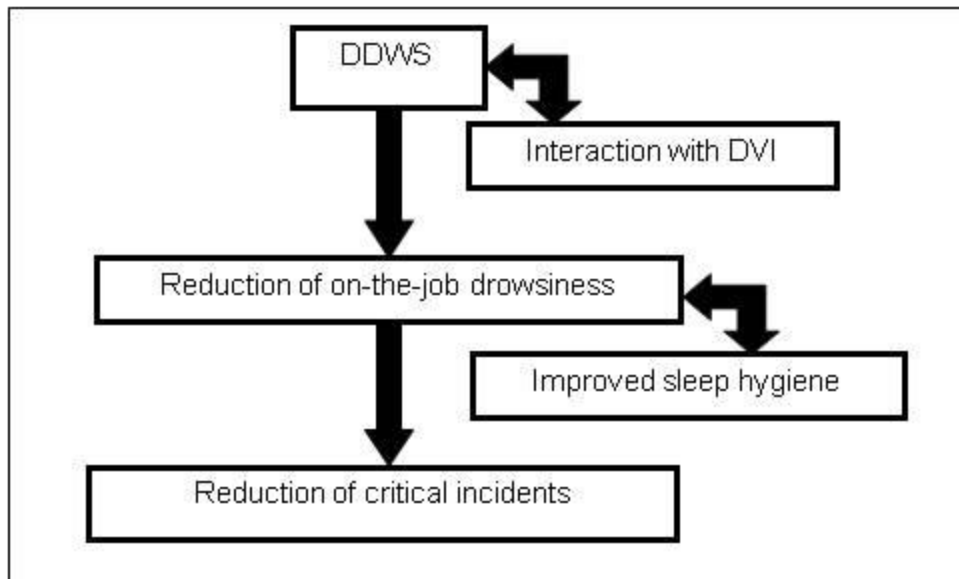 DDWS
Interaction with DVI
Reduction of on-the-job drowsiness
Improved sleep hygiene
Reduction of critical incidents